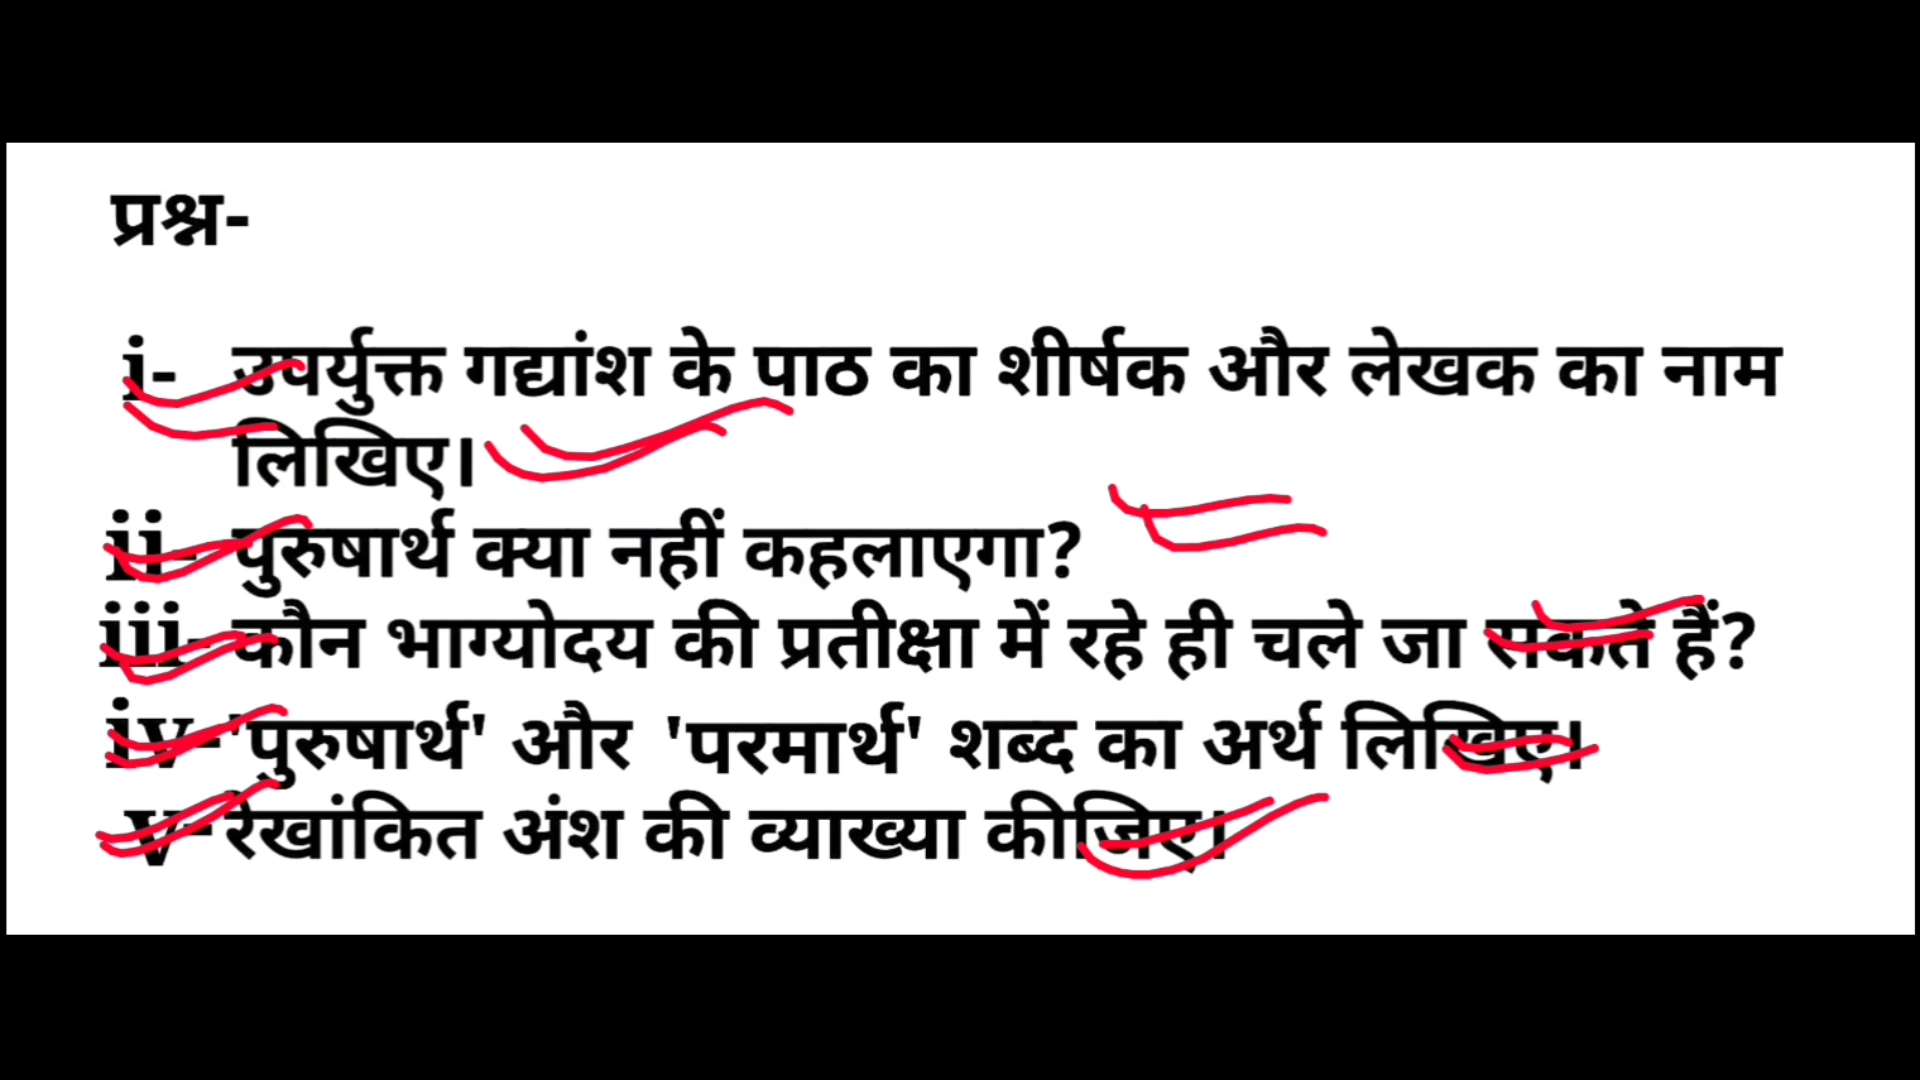 प्रश्न-
i- उपर्युक्त गद्यांश के पाठ का शीर्षक और लेखक का नाम
लिखिए।
ii- पुरुषार्थ क्या नहीं कहलाएगा?
iii- कौन भाग्योदय की प्रतीक्षा में रहे ही चले जा सकते हैं?
iv-'पुरुषार्थ' और 'परमार्थ' शब्द का अर्थ लिखिए।
v-रेखांकित अंश की व्याख्या कीजिए।